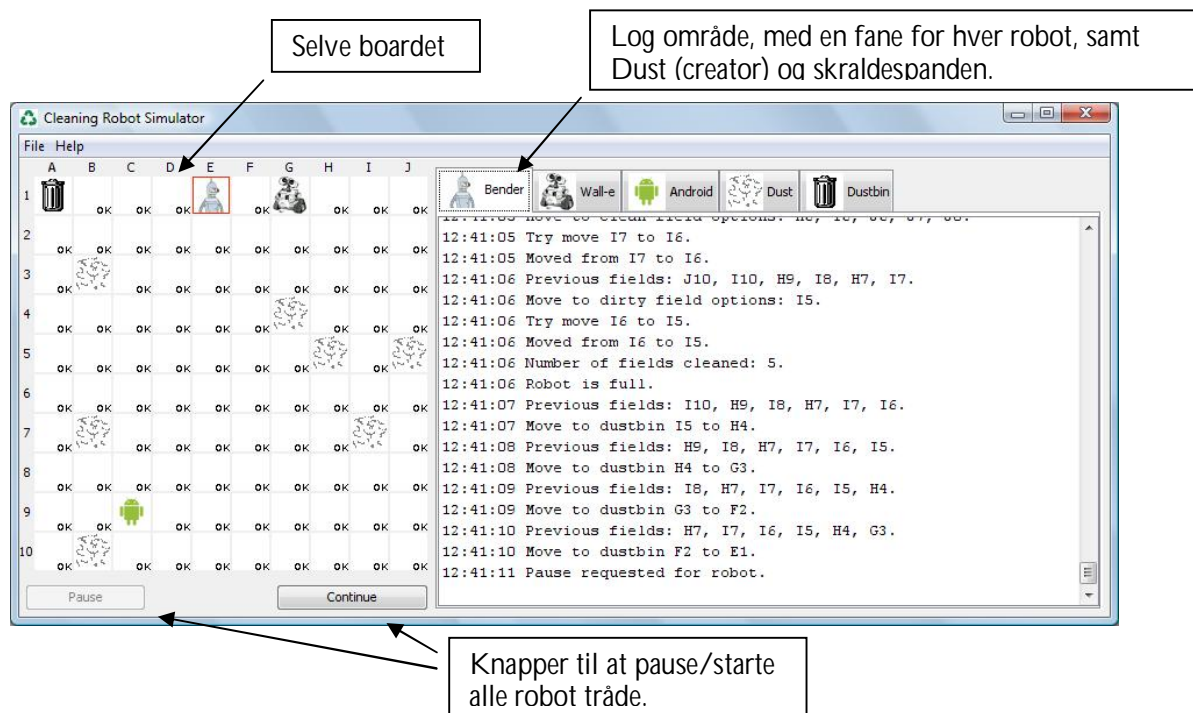 Selve boardet
Log område, med en fane for hver robot, samt
Dust (creator) og skraldespanden.
Cleaning Robot Simulator
File Help
A B C D E F G H I J
1 OK OK OK OK
2 OK OK OK OK OK OK OK OK OK OK
3 OK OK OK OK OK OK OK OK OK
4 OK OK OK OK OK OK OK OK OK
5 OK OK OK OK OK OK OK OK
6 OK OK OK OK OK OK OK OK OK OK
7 OK OK OK OK OK OK OK OK
8 OK OK OK OK OK OK OK OK OK OK
9 OK OK OK OK OK OK OK OK OK
10 OK OK OK OK OK OK OK OK OK
Pause Continue
Bender Wall-e Android Dust Dustbin
12:41:05 Move to clean field options:
12:41:05 Try move I7 to I6.
12:41:05 Moved from I7 to I6.
12:41:06 Previous fields: J10, I10, H9, I8, H7, I7.
12:41:06 Move to dirty field options: I5.
12:41:06 Try move I6 to I5.
12:41:06 Moved from I6 to I5.
12:41:06 Number of fields cleaned: 5.
12:41:06 Robot is full.
12:41:07 Previous fields: I10, H9, I8, H7, I7, I6.
12:41:07 Move to dustbin I5 to H4.
12:41:08 Previous fields: H9, I8, H7, I7, I6, I5.
12:41:08 Move to dustbin H4 to G3.
12:41:09 Previous fields: I8, H7, I7, I6, I5, H4.
12:41:09 Move to dustbin G3 to F2.
12:41:10 Previous fields: H7, I7, I6, I5, H4, G3.
12:41:10 Move to dustbin F2 to E1.
12:41:11 Pause requested for robot.
Knapper til at pause/starte
alle robot tråde.